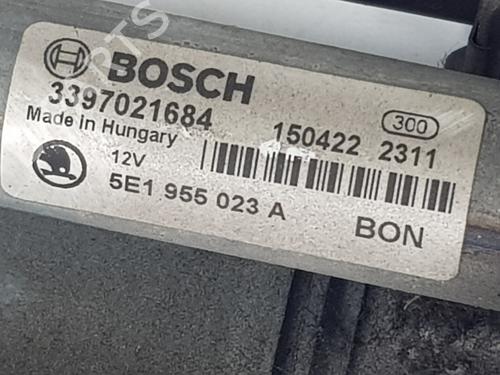 BOSCH
3397021684
300
Made in Hungary
150422 2311
12V
5E1 955 023 A
BON